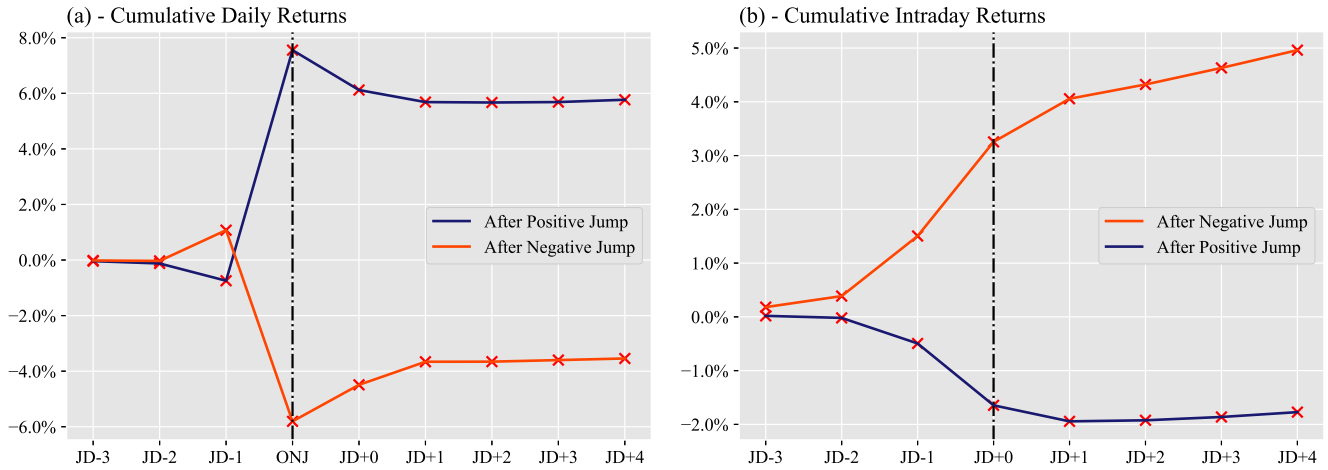 (a) - Cumulative Daily Returns
8.0%
6.0%
4.0%
2.0%
0.0%
−2.0%
−4.0%
−6.0%
After Positive Jump
After Negative Jump
JD-3 JD-2 JD-1 ONJ JD+0 JD+1 JD+2 JD+3 JD+4
(b) - Cumulative Intraday Returns
5.0%
4.0%
3.0%
2.0%
1.0%
0.0%
−1.0%
−2.0%
After Negative Jump
After Positive Jump
JD-3 JD-2 JD-1 JD+0 JD+1 JD+2 JD+3 JD+4